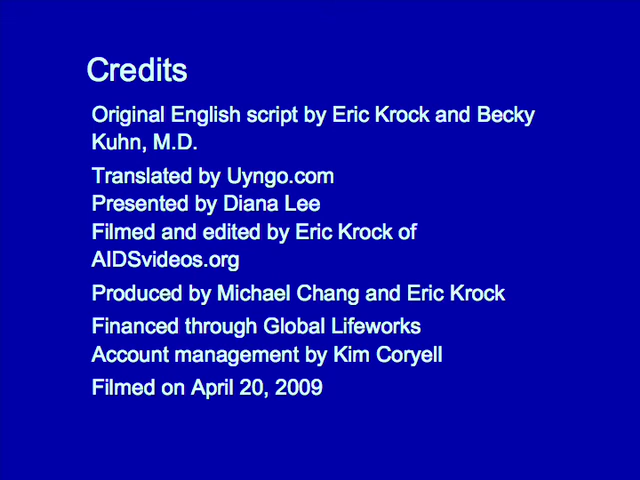 Credits
Original English script by Eric Krock and Becky
Kuhn, M.D.
Translated by Uyngo.com
Presented by Diana Lee
Filmed and edited by Eric Krock of
AIDSvideos.org
Produced by Michael Chang and Eric Krock
Financed through Global Lifeworks
Account management by Kim Coryell
Filmed on April 20, 2009